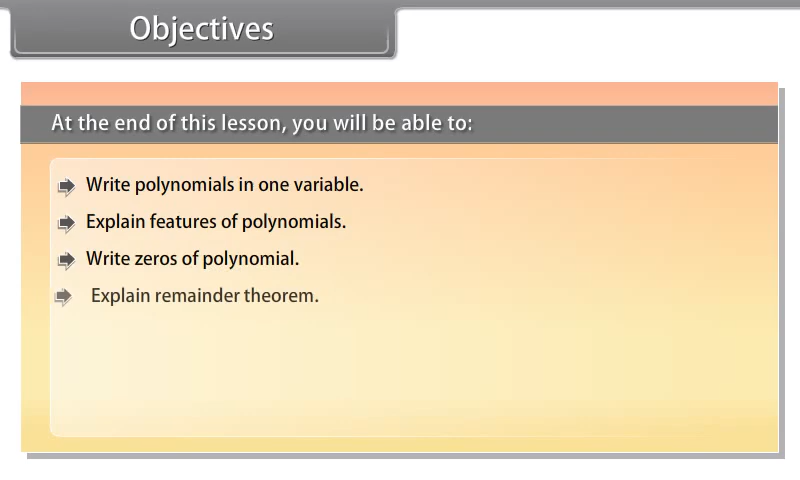 Objectives
At the end of this lesson, you will be able to:
Write polynomials in one variable.
Explain features of polynomials.
Write zeros of polynomial.
Explain remainder theorem.